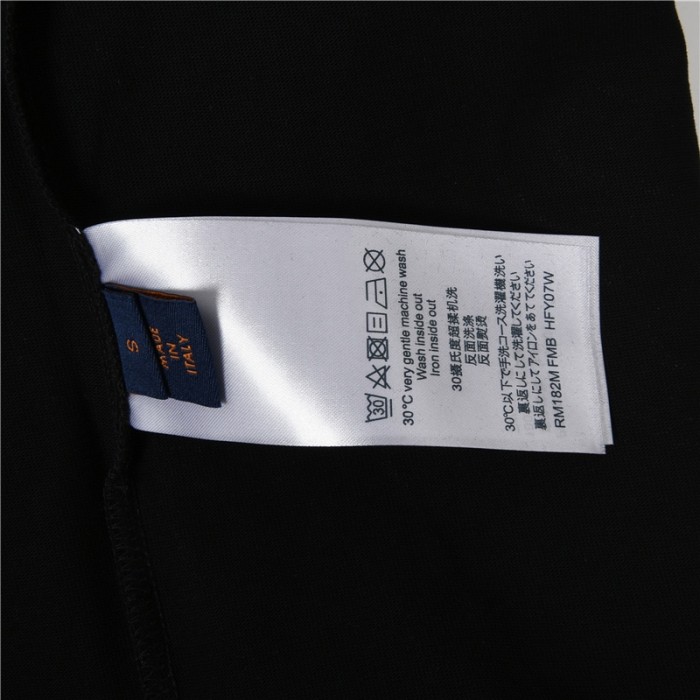 S
MADE
IN
ITALY
30
30°C very gentle machine wash
Wash inside out
Iron inside out
30摄氏度超揉机洗
反面洗涤
反面熨烫
30℃以下で手洗コース洗濯機洗い
裏返しにして洗濯してください
裏返しにしてアイロンをあててください
RM182M FMB HFY07W